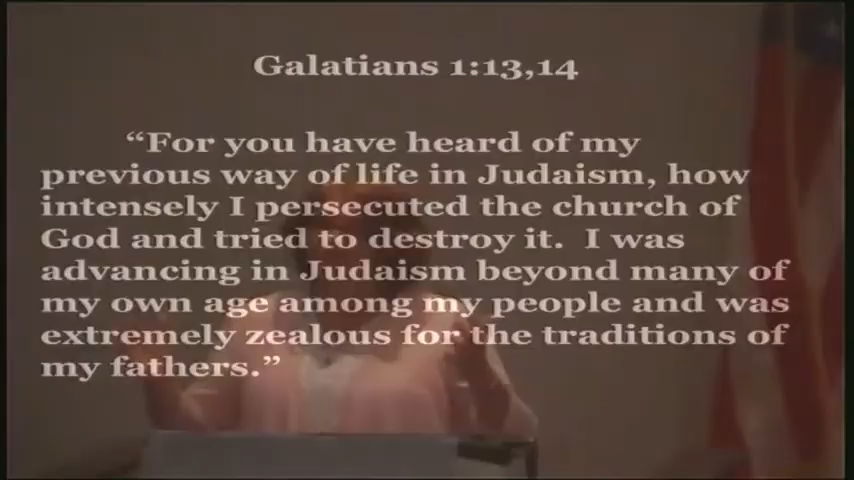 Galatians 1:13,14
“For you have heard of my
previous way of life in Judaism, how
intensely I persecuted the church of
God and tried to destroy it.  I was
advancing in Judaism beyond many of
my own age among my people and was
extremely zealous for the traditions of
my fathers.”